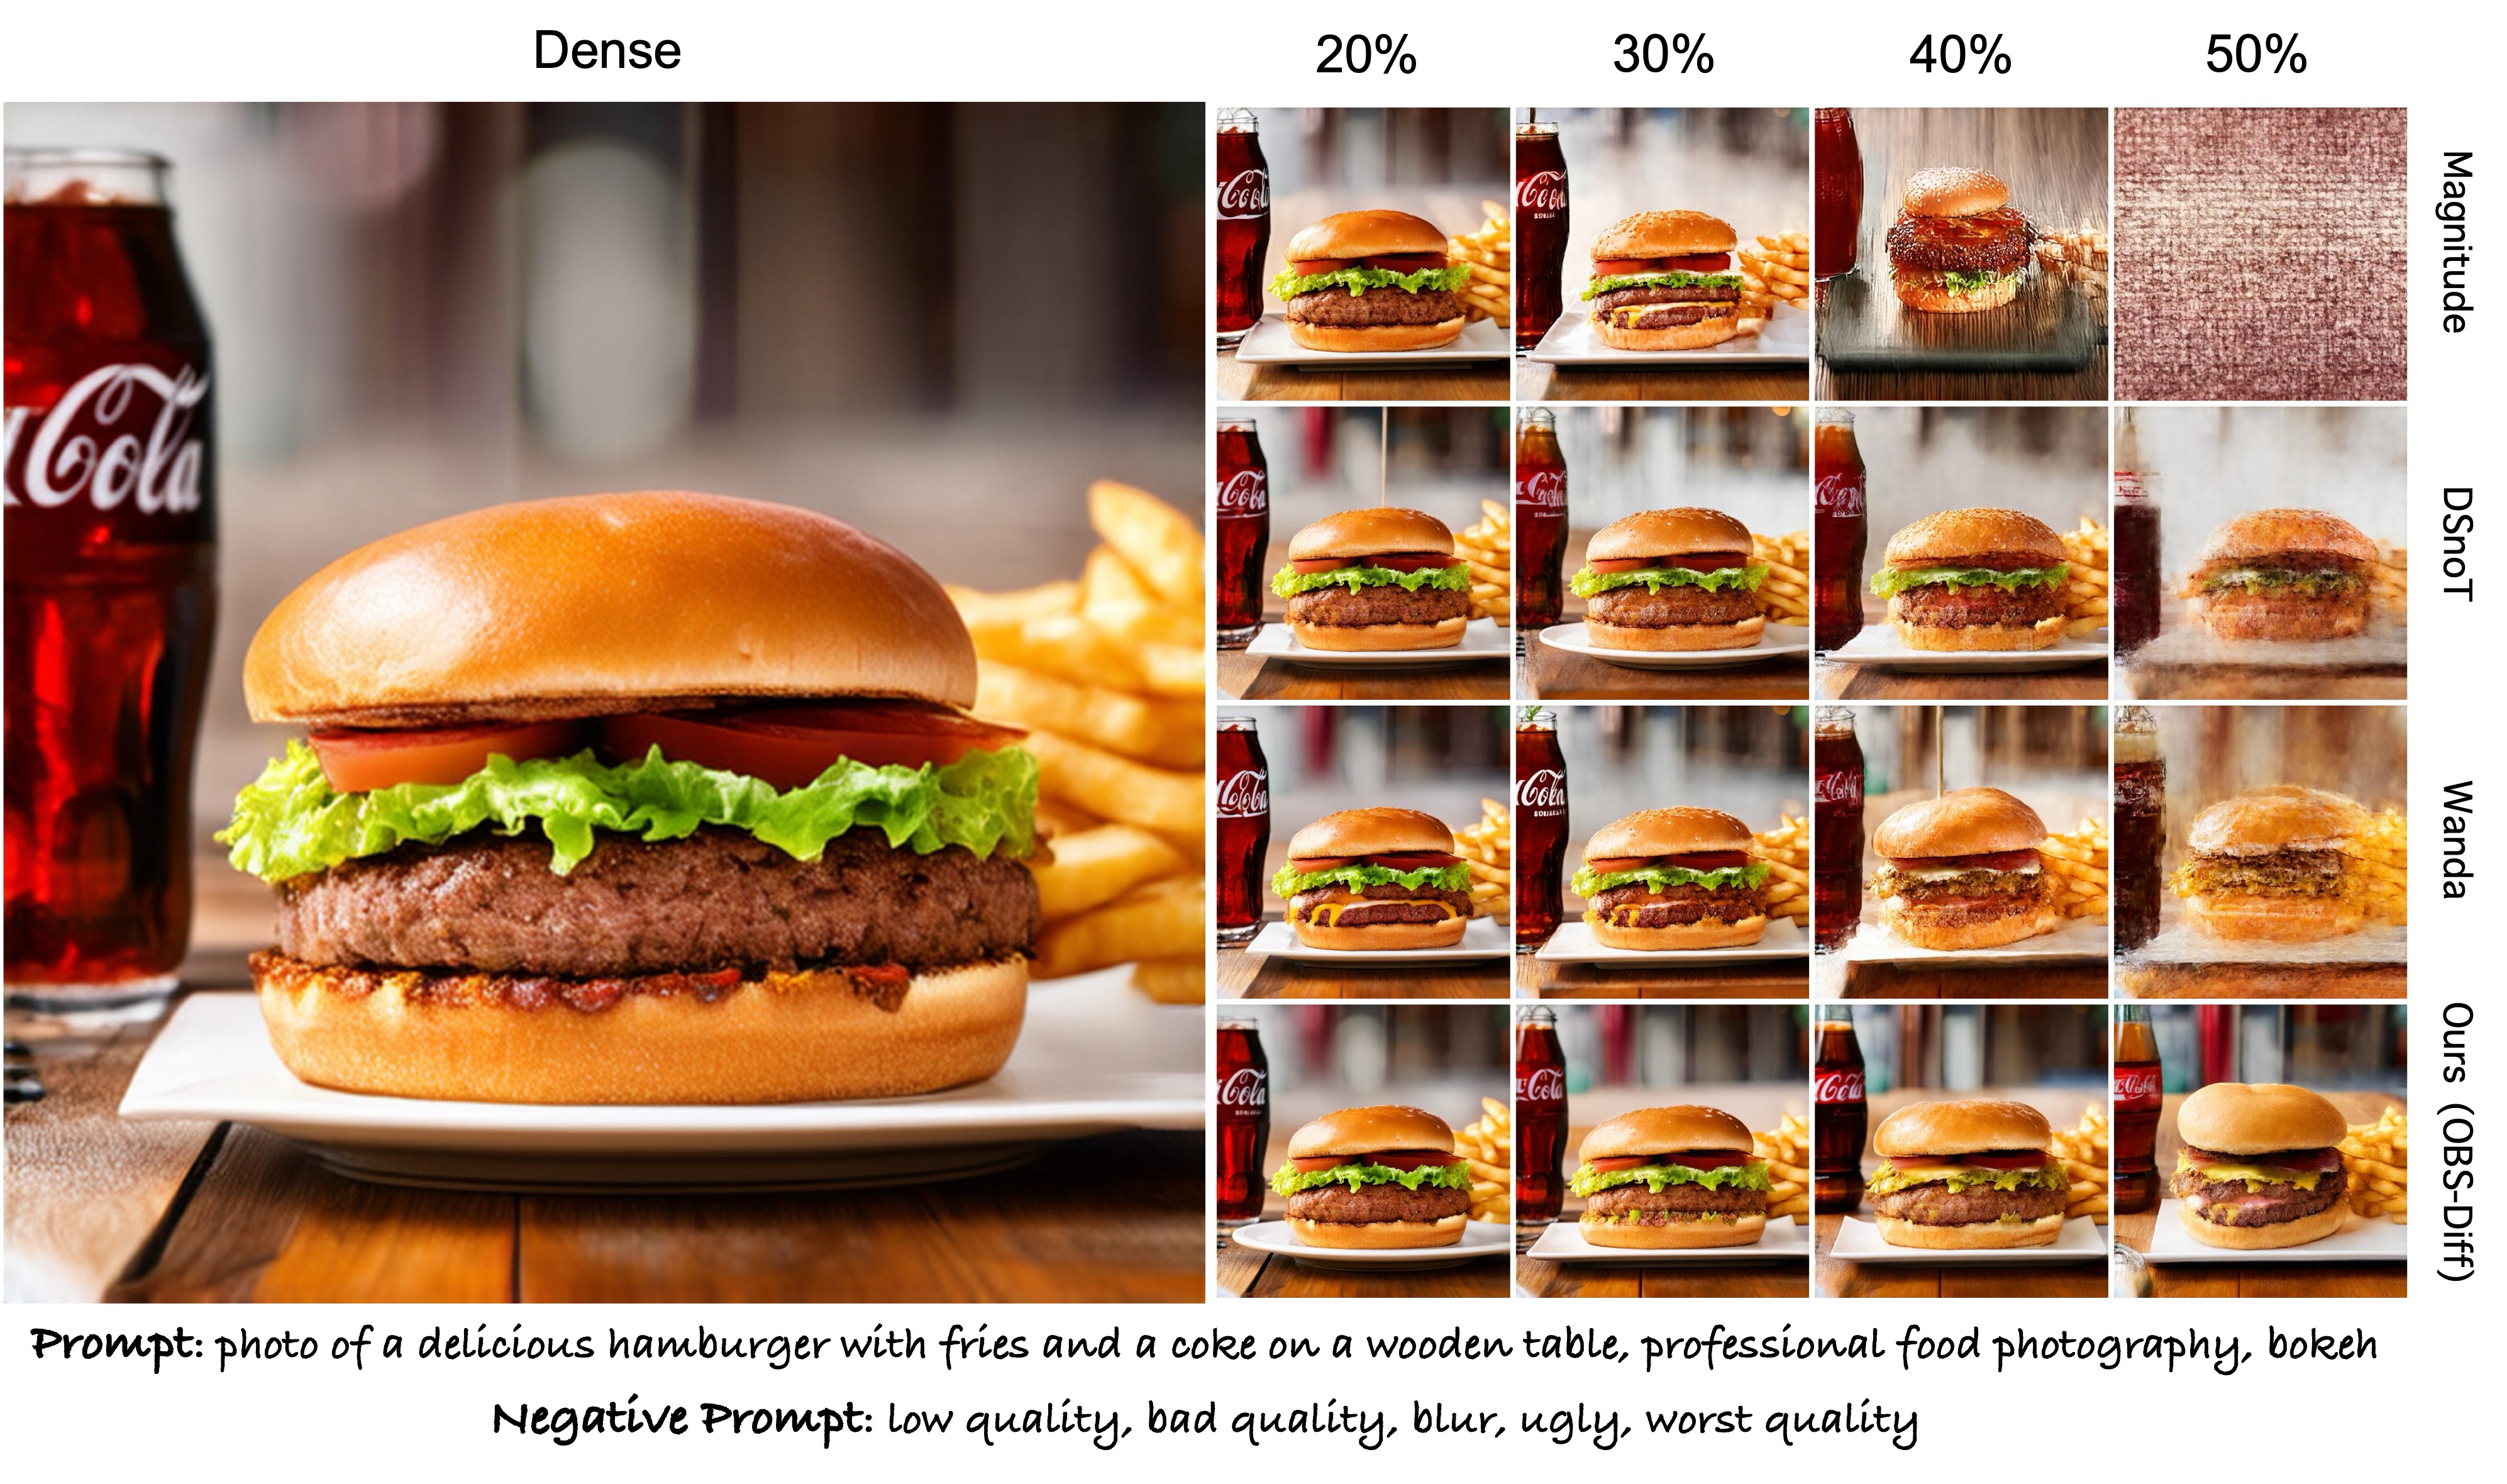 Dense 20% 30% 40% 50%
Cola
Magnitude
DSnoT
Wanda
Ours (OBS-Diff)
Prompt: photo of a delicious hamburger with fries and a coke on a wooden table, professional food photography, bokeh
Negative Prompt: low quality, bad quality, blur, ugly, worst quality